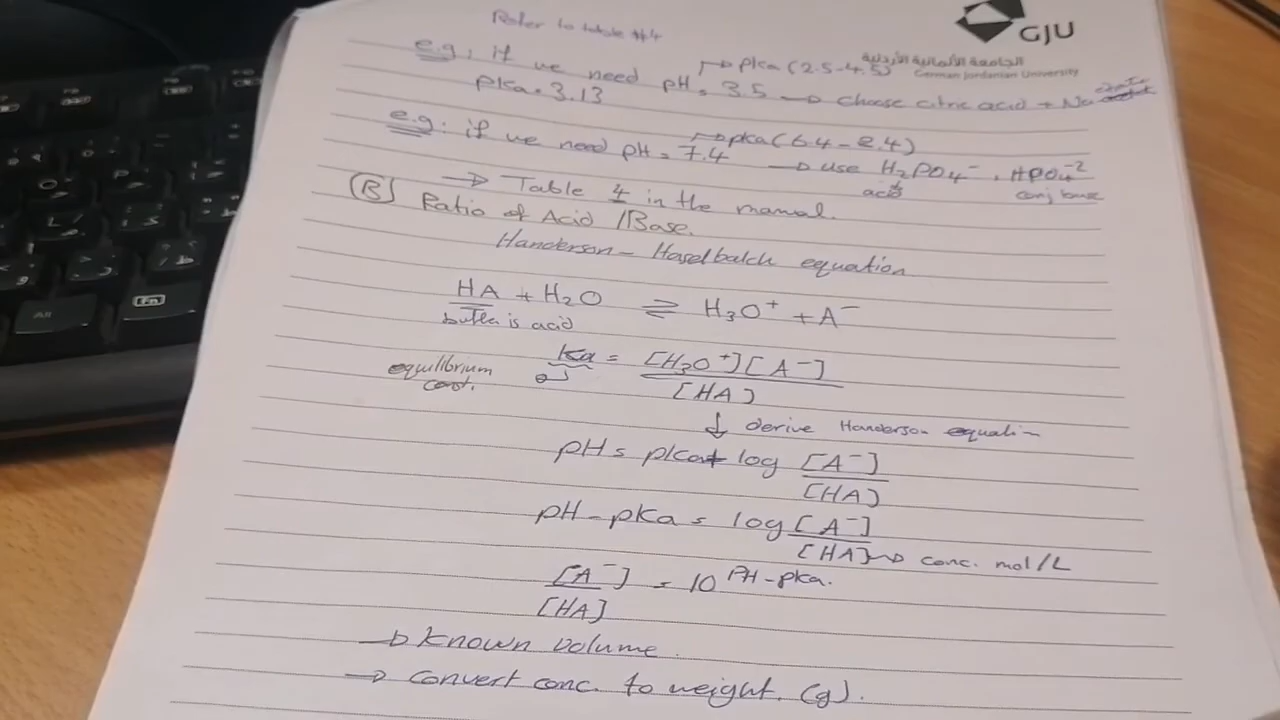 Refer to table #4
GJU
الجامعة الألمانية الأردنية
German Jordanian University
e.g: if we need pH = 3.5 → choose citric acid + Na
→ pka (2.5-4.5)
pka = 3.13
e.g: if we need pH = 7.4 → use H₂PO₄⁻, HPO₄⁻²
→ pka (6.4-8.4)
acid conj base
→ Table 4 in the manual.
(B) Ratio of Acid /Base.
Handerson - Haselbalch equation
HA + H₂O ⇌ H₃O⁺ + A⁻
is acid
equilibrium const. Ka = [H₃O⁺][A⁻] / [HA]
↓ derive Handerson equation
pH = pka + log [A⁻] / [HA]
pH - pka = log [A⁻] / [HA] → conc. mol/L
[A⁻] / [HA] = 10 ^ PH-pka.
→ known volume.
→ convert conc. to weight. (g).